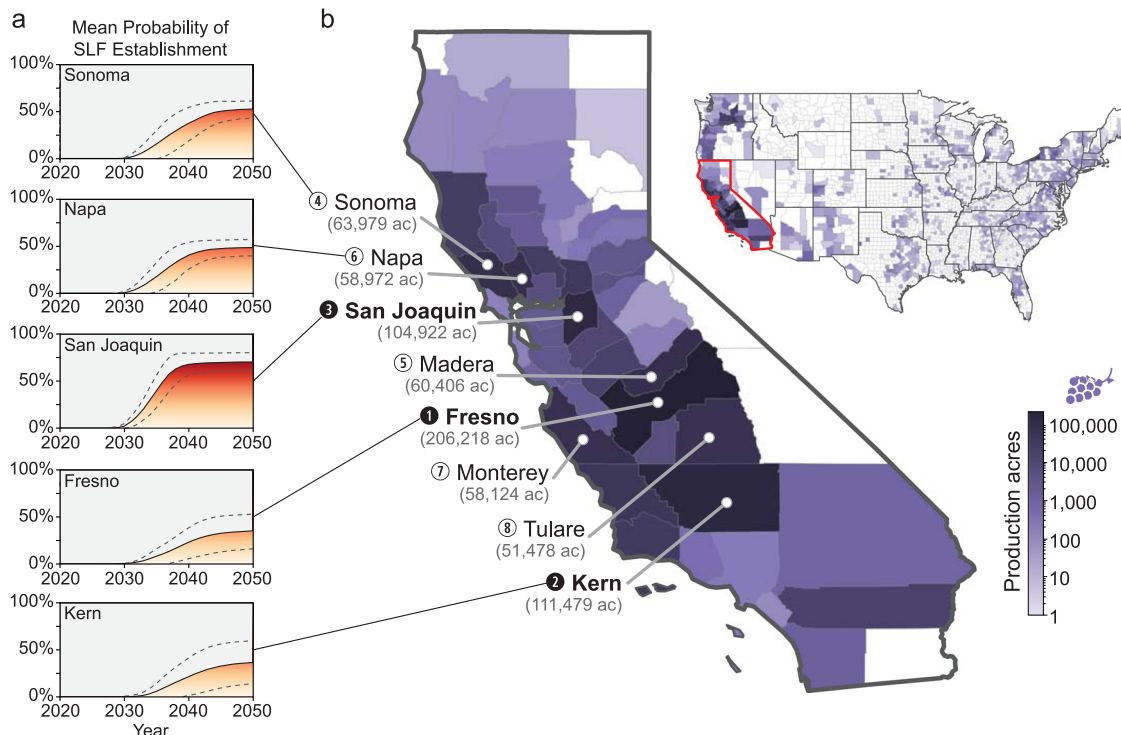 a
Mean Probability of
SLF Establishment
100%
Sonoma
50%
0%
2020 2030 2040 2050
100%
Napa
50%
0%
2020 2030 2040 2050
100%
San Joaquin
50%
0%
2020 2030 2040 2050
100%
Fresno
50%
0%
2020 2030 2040 2050
100%
Kern
50%
0%
2020 2030 2040 2050
Year
b
④ Sonoma
(63,979 ac)
⑥ Napa
(58,972 ac)
❸ San Joaquin
(104,922 ac)
⑤ Madera
(60,406 ac)
❶ Fresno
(206,218 ac)
⑦ Monterey
(58,124 ac)
⑧ Tulare
(51,478 ac)
❷ Kern
(111,479 ac)
Production acres
100,000
10,000
1,000
100
10
1